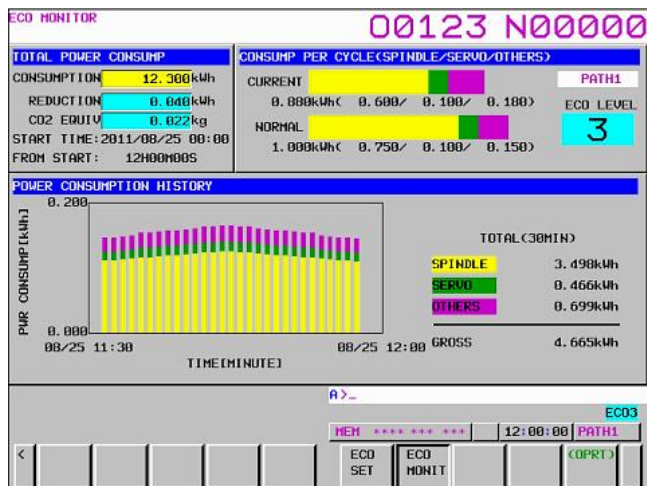 ECO MONITOR
O0123 N00000
TOTAL POWER CONSUMP
CONSUMPTION 12.300kWh
REDUCTION 0.040kWh
CO2 EQUIV 0.022kg
START TIME:2011/08/25 00:00
FROM START: 12H00M00S
CONSUMP PER CYCLE(SPINDLE/SERVO/OTHERS)
CURRENT
0.880kWh( 0.600/ 0.100/ 0.180)
NORMAL
1.000kWh( 0.750/ 0.100/ 0.150)
PATH1
ECO LEVEL
3
POWER CONSUMPTION HISTORY
PWR CONSUMP[kWh]
0.200
0.000
08/25 11:30
08/25 12:00
TIME[MINUTE]
TOTAL(30MIN)
SPINDLE 3.498kWh
SERVO 0.466kWh
OTHERS 0.699kWh
GROSS 4.665kWh
A>_
ECO3
MEM **** *** *** 12:00:00 PATH1
< ECO SET ECO MONIT (OPRT)